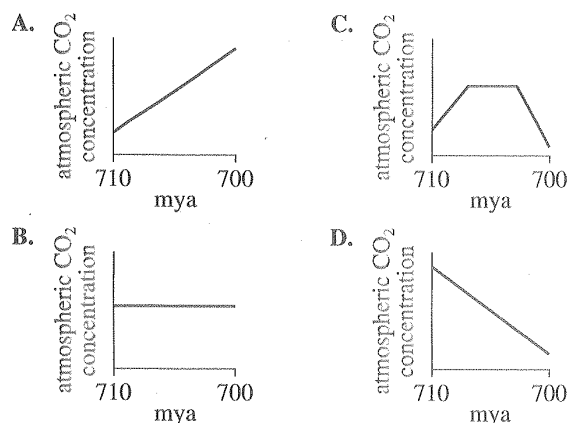 A.
atmospheric CO₂
concentration
710
700
mya
B.
atmospheric CO₂
concentration
710
700
mya
C.
atmospheric CO₂
concentration
710
700
mya
D.
atmospheric CO₂
concentration
710
700
mya